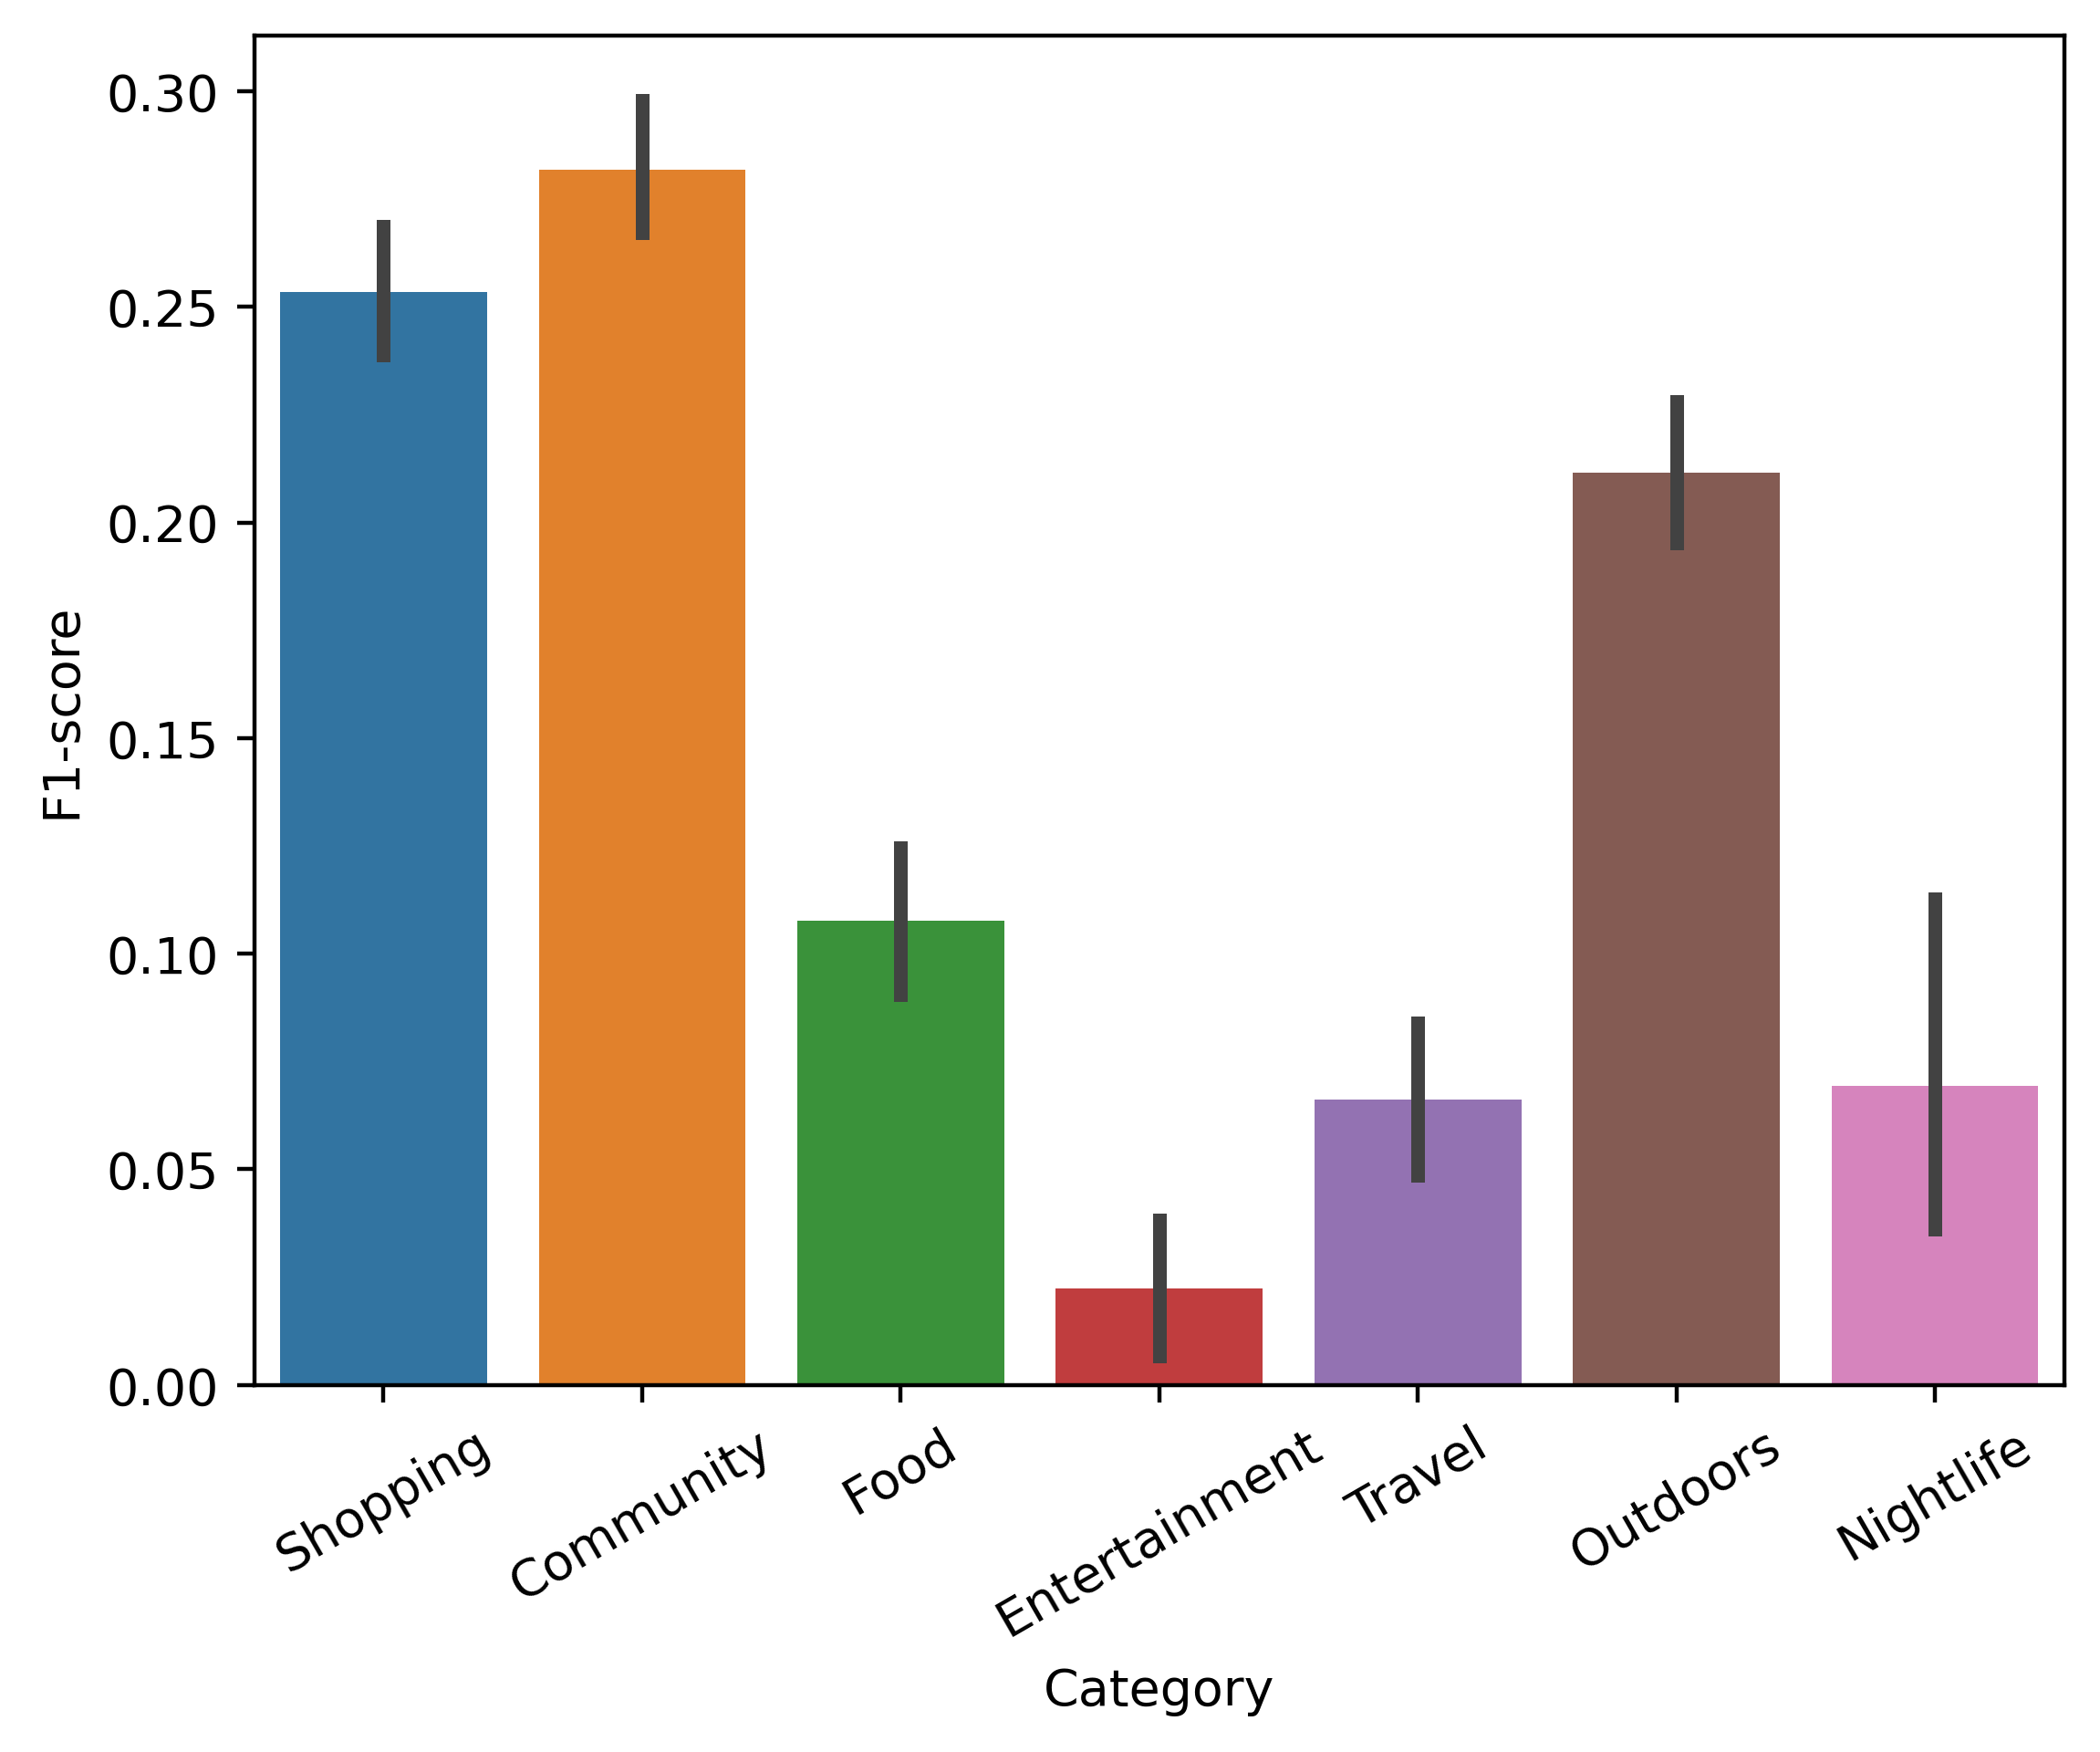 F1-score
0.30
0.25
0.20
0.15
0.10
0.05
0.00
Shopping
Community
Food
Entertainment
Travel
Outdoors
Nightlife
Category